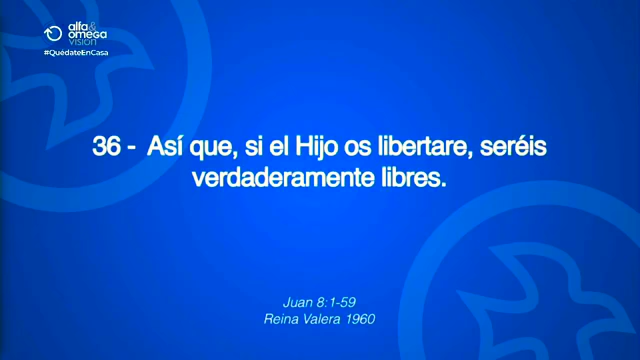 alfa&
omega
visión
#QuédateEnCasa
36 - Así que, si el Hijo os libertare, seréis
verdaderamente libres.
Juan 8:1-59
Reina Valera 1960